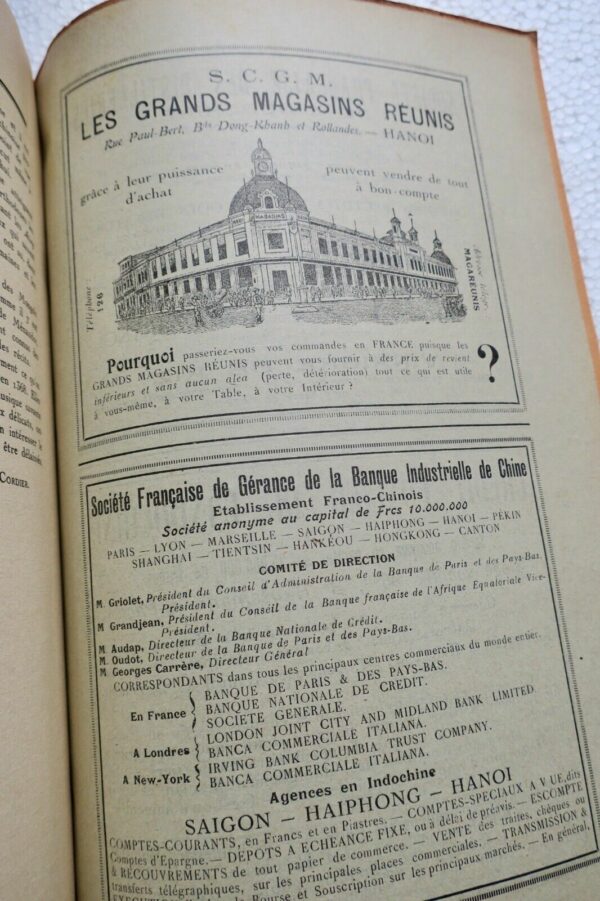 des Mongols
CORDIER.
S. C. G. M.
LES GRANDS MAGASINS RÉUNIS
Rue Paul-Bert, Bds Dong-Khanh et Rollandes. — HANOI
grâce à leur puissance
d'achat
peuvent vendre de tout
à bon-compte
MAGASINS
Téléphone :
126
MAGAREUNIS
Pourquoi passeriez-vous vos commandes en FRANCE puisque les
GRANDS MAGASINS RÉUNIS peuvent vous fournir à des prix de revient
inférieurs et sans aucun alea (perte, détérioration) tout ce qui est utile
à vous-même, à votre Table, à votre Intérieur ?
?
Société Française de Gérance de la Banque Industrielle de Chine
Etablissement Franco-Chinois
Société anonyme au capital de Frcs 10.000.000
PARIS — LYON — MARSEILLE — SAIGON — HAIPHONG — HANOI — PÉKIN
SHANGHAI — TIENTSIN — HANKÉOU — HONGKONG — CANTON
COMITÉ DE DIRECTION
M. Griolet, Président du Conseil d'Administration de la Banque de Paris et des Pays-Bas.
Président.
M. Grandjean, Président du Conseil de la Banque française de l'Afrique Equatoriale Vice-
Président.
M. Audap, Directeur de la Banque Nationale de Crédit.
M. Oudot, Directeur de la Banque de Paris et des Pays-Bas.
M Georges Carrère, Directeur Général
CORRESPONDANTS dans tous les principaux centres commerciaux du monde entier.
En France { BANQUE DE PARIS & DES PAYS-BAS.
BANQUE NATIONALE DE CREDIT.
SOCIETE GENERALE.
A Londres { LONDON JOINT CITY AND MIDLAND BANK LIMITED
BANCA COMMERCIALE ITALIANA.
A New-York { IRVING BANK COLUMBIA TRUST COMPANY.
BANCA COMMERCIALE ITALIANA.
Agences en Indochine
SAIGON — HAIPHONG — HANOI
COMPTES-COURANTS, en Francs et en Piastres. — COMPTES-SPECIAUX A VUE, dits
Comptes d'Epargne. — DEPOTS A ECHEANCE FIXE, ou à délai de préavis. — ESCOMPTE
& RECOUVREMENTS de tout papier de commerce. — VENTE des traites, chèques ou
transferts télégraphiques, sur les principales places commerciales. — TRANSMISSION &
Bourse et Souscription sur les principaux marchés. — En général,